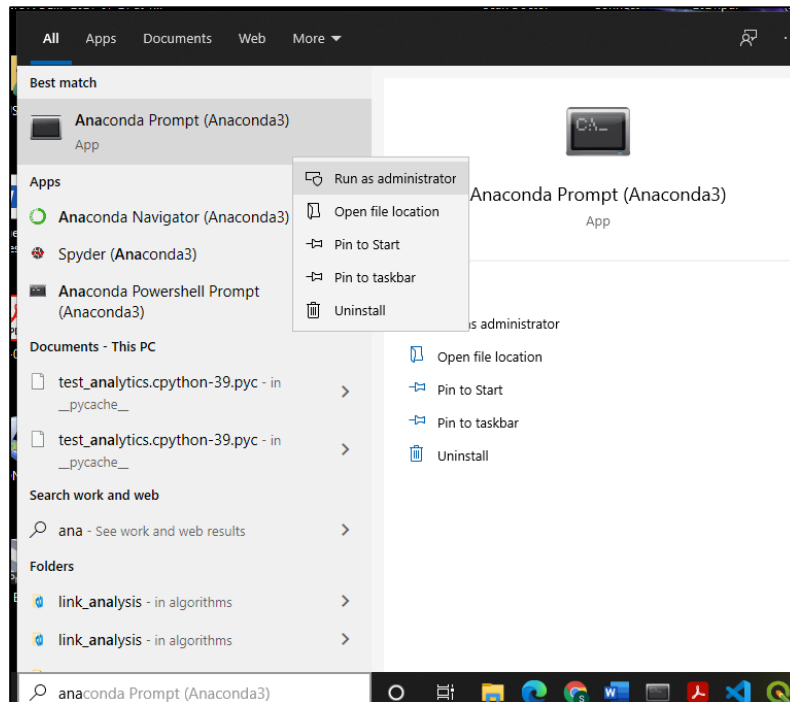 All Apps Documents Web More
Best match
Anaconda Prompt (Anaconda3)
App
Run as administrator
Open file location
Pin to Start
Pin to taskbar
Uninstall
Apps
Anaconda Navigator (Anaconda3)
Spyder (Anaconda3)
Anaconda Powershell Prompt
(Anaconda3)
Documents - This PC
test_analytics.cpython-39.pyc - in
__pycache__
test_analytics.cpython-39.pyc - in
__pycache__
Search work and web
ana - See work and web results
Folders
link_analysis - in algorithms
link_analysis - in algorithms
anaconda Prompt (Anaconda3)
C:\_
Anaconda Prompt (Anaconda3)
App
as administrator
Open file location
Pin to Start
Pin to taskbar
Uninstall